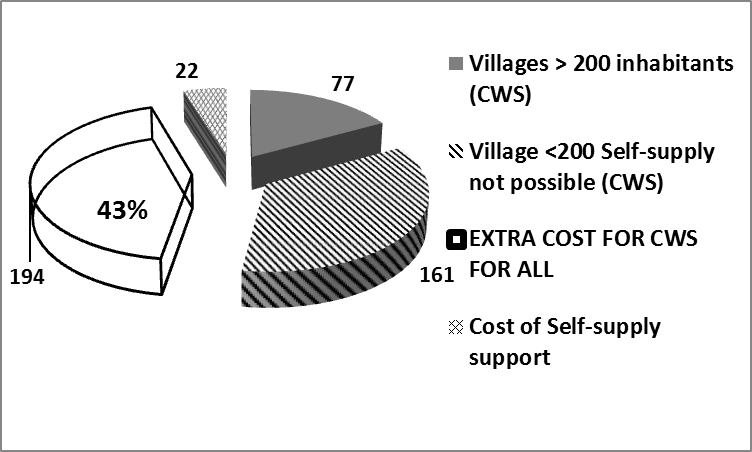 22
77
43%
194
161
Villages > 200 inhabitants
(CWS)
Village <200 Self-supply
not possible (CWS)
EXTRA COST FOR CWS
FOR ALL
Cost of Self-supply
support